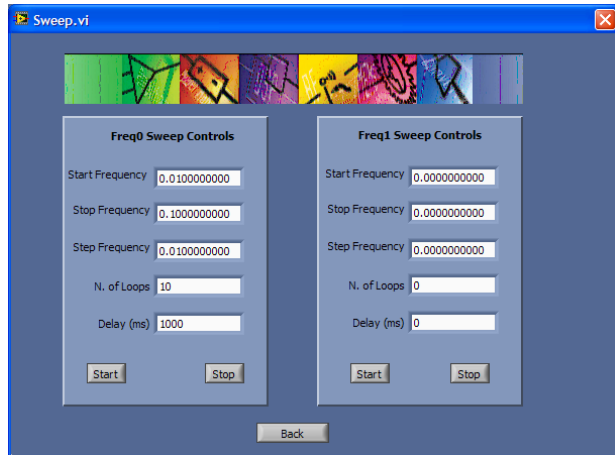 Sweep.vi
Freq0 Sweep Controls
Start Frequency 0.0100000000
Stop Frequency 0.1000000000
Step Frequency 0.0100000000
N. of Loops 10
Delay (ms) 1000
Start Stop
Freq1 Sweep Controls
Start Frequency 0.0000000000
Stop Frequency 0.0000000000
Step Frequency 0.0000000000
N. of Loops 0
Delay (ms) 0
Start Stop
Back